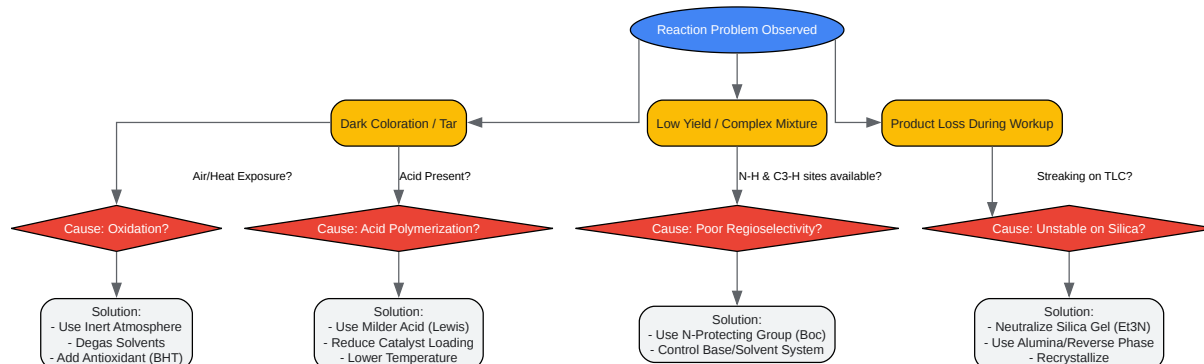 Reaction Problem Observed
Dark Coloration / Tar
Low Yield / Complex Mixture
Product Loss During Workup
Air/Heat Exposure?
Acid Present?
N-H & C3-H sites available?
Streaking on TLC?
Cause: Oxidation?
Cause: Acid Polymerization?
Cause: Poor Regioselectivity?
Cause: Unstable on Silica?
Solution:
- Use Inert Atmosphere
- Degas Solvents
- Add Antioxidant (BHT)
Solution:
- Use Milder Acid (Lewis)
- Reduce Catalyst Loading
- Lower Temperature
Solution:
- Use N-Protecting Group (Boc)
- Control Base/Solvent System
Solution:
- Neutralize Silica Gel (Et3N)
- Use Alumina/Reverse Phase
- Recrystallize